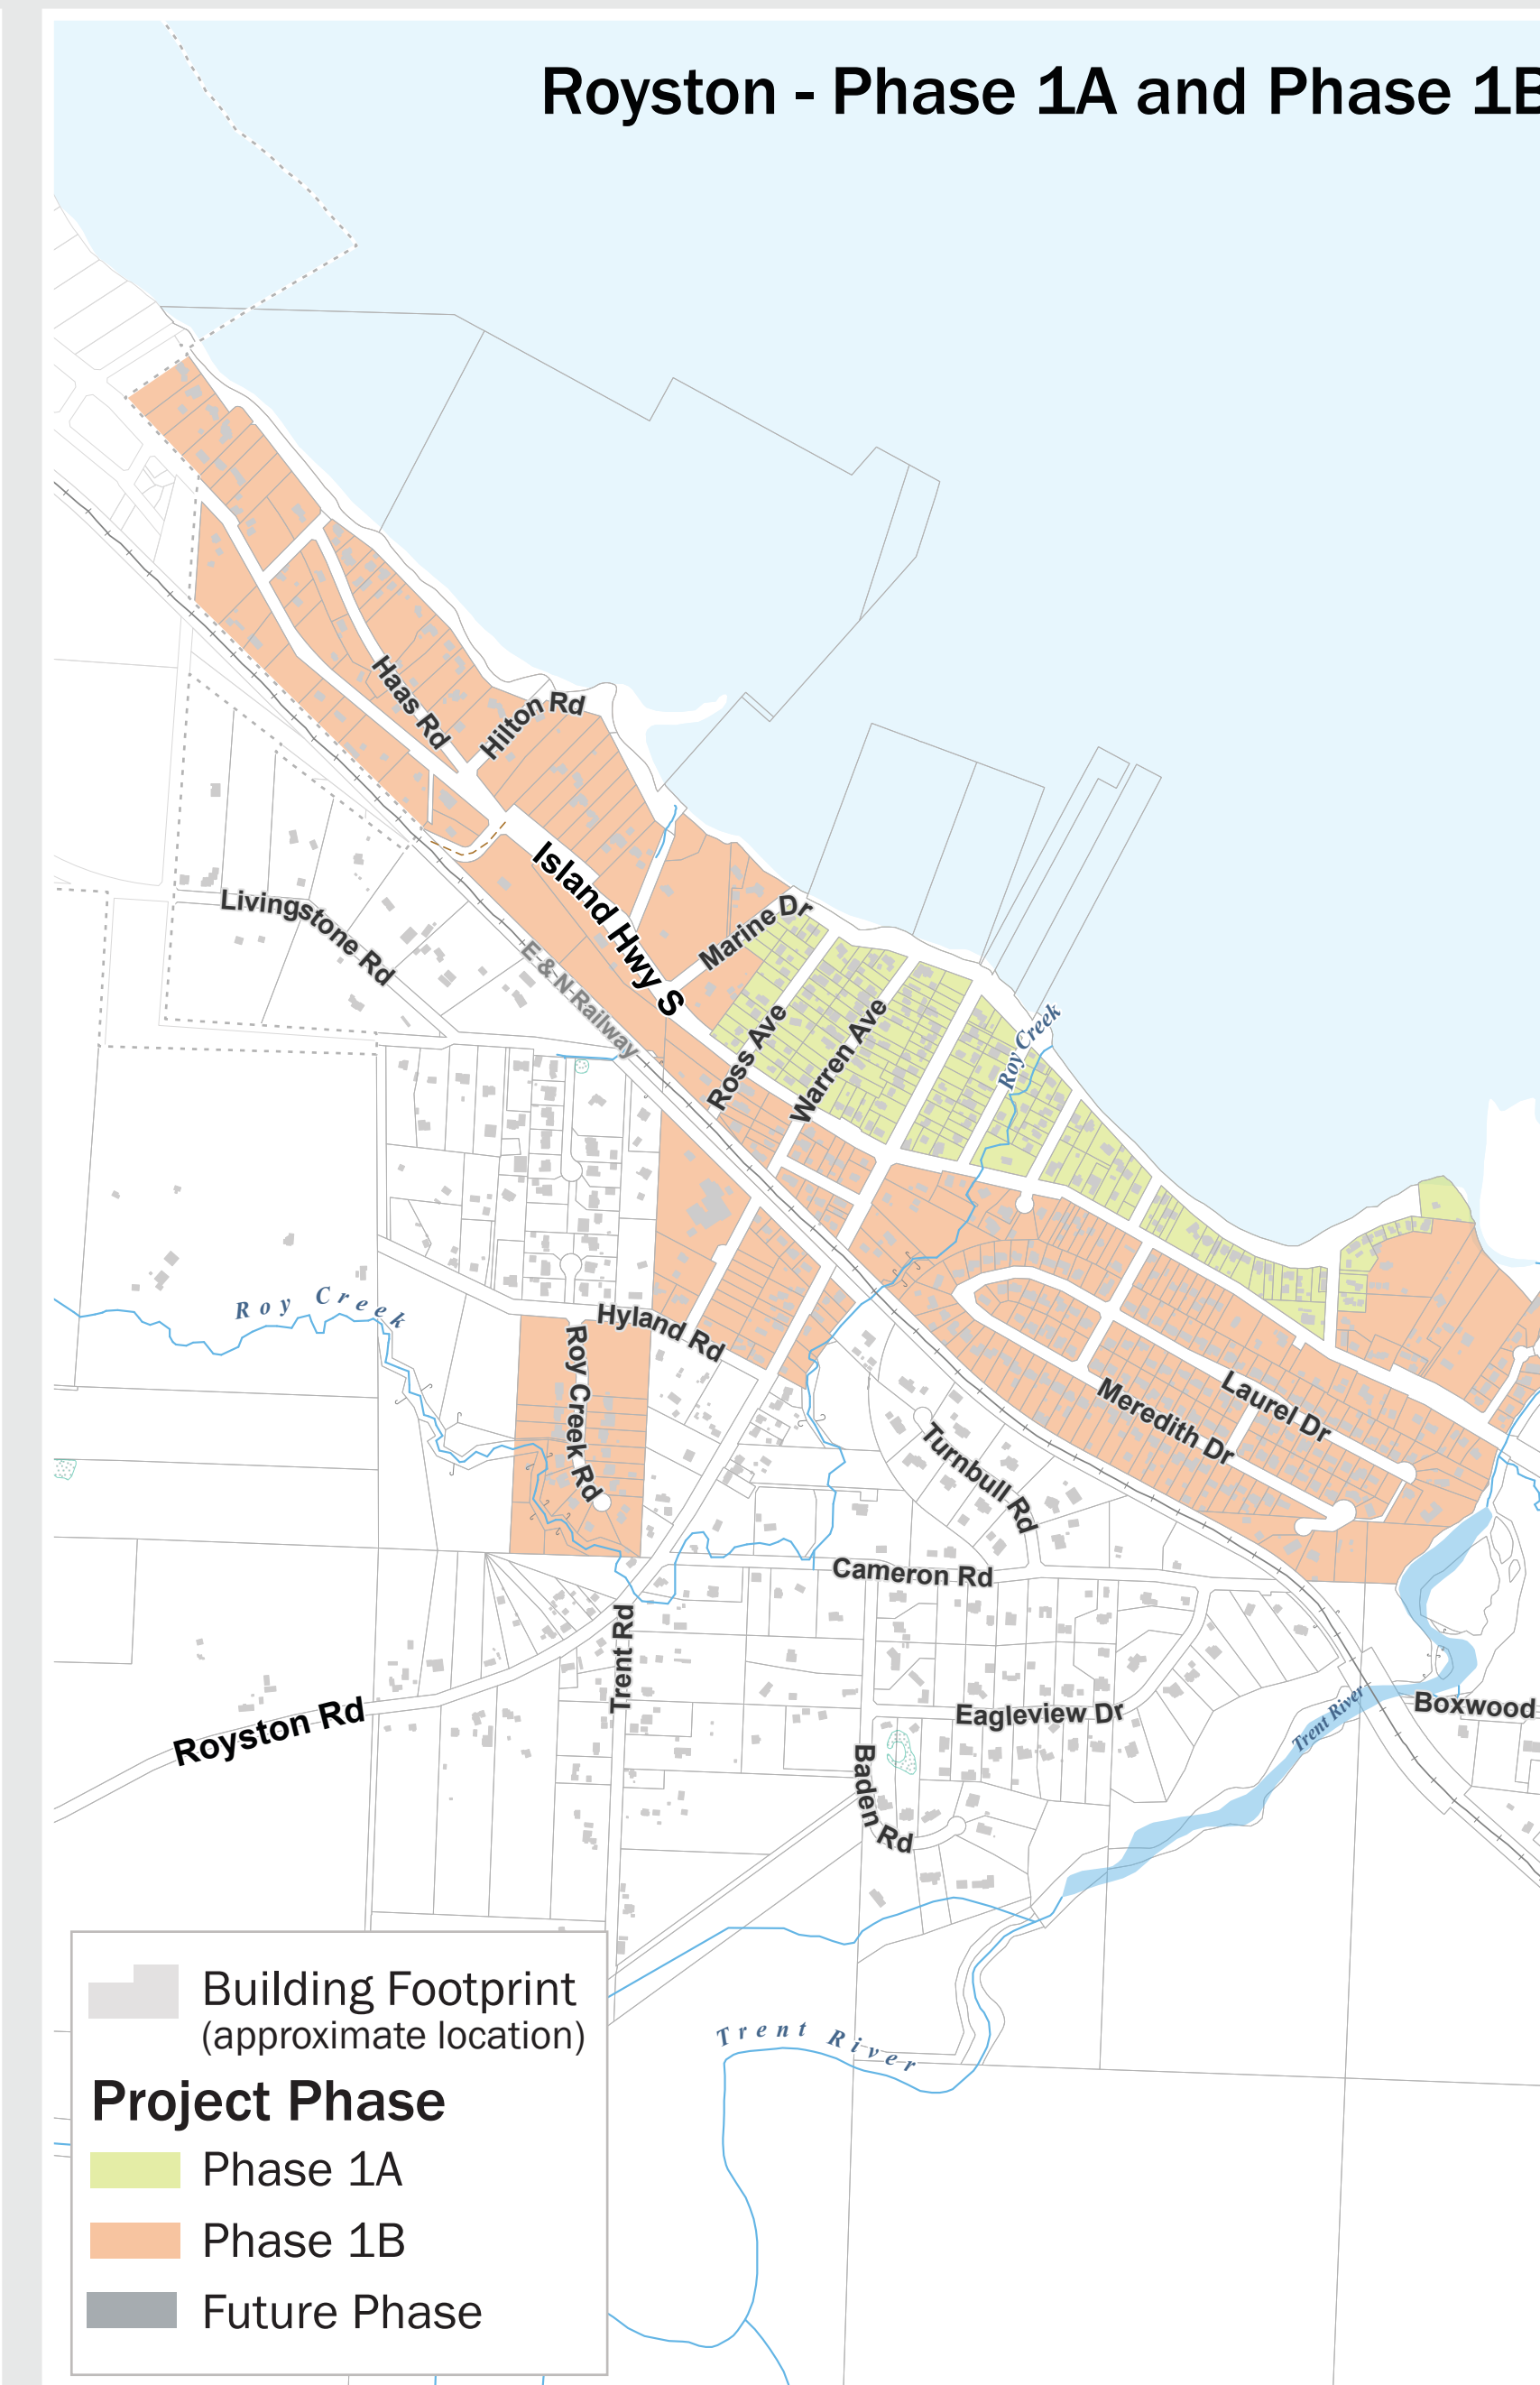 Royston - Phase 1A and Phase 1B
Haas Rd
Hilton Rd
Island Hwy S
Livingstone Rd
E & N Railway
Marine Dr
Ross Ave
Warren Ave
Roy Creek
Roy Creek
Hyland Rd
Roy Creek Rd
Laurel Dr
Meredith Dr
Turnbull Rd
Cameron Rd
Trent Rd
Royston Rd
Eagleview Dr
Boxwood
Trent River
Baden Rd
Trent River
Building Footprint
(approximate location)
Project Phase
Phase 1A
Phase 1B
Future Phase